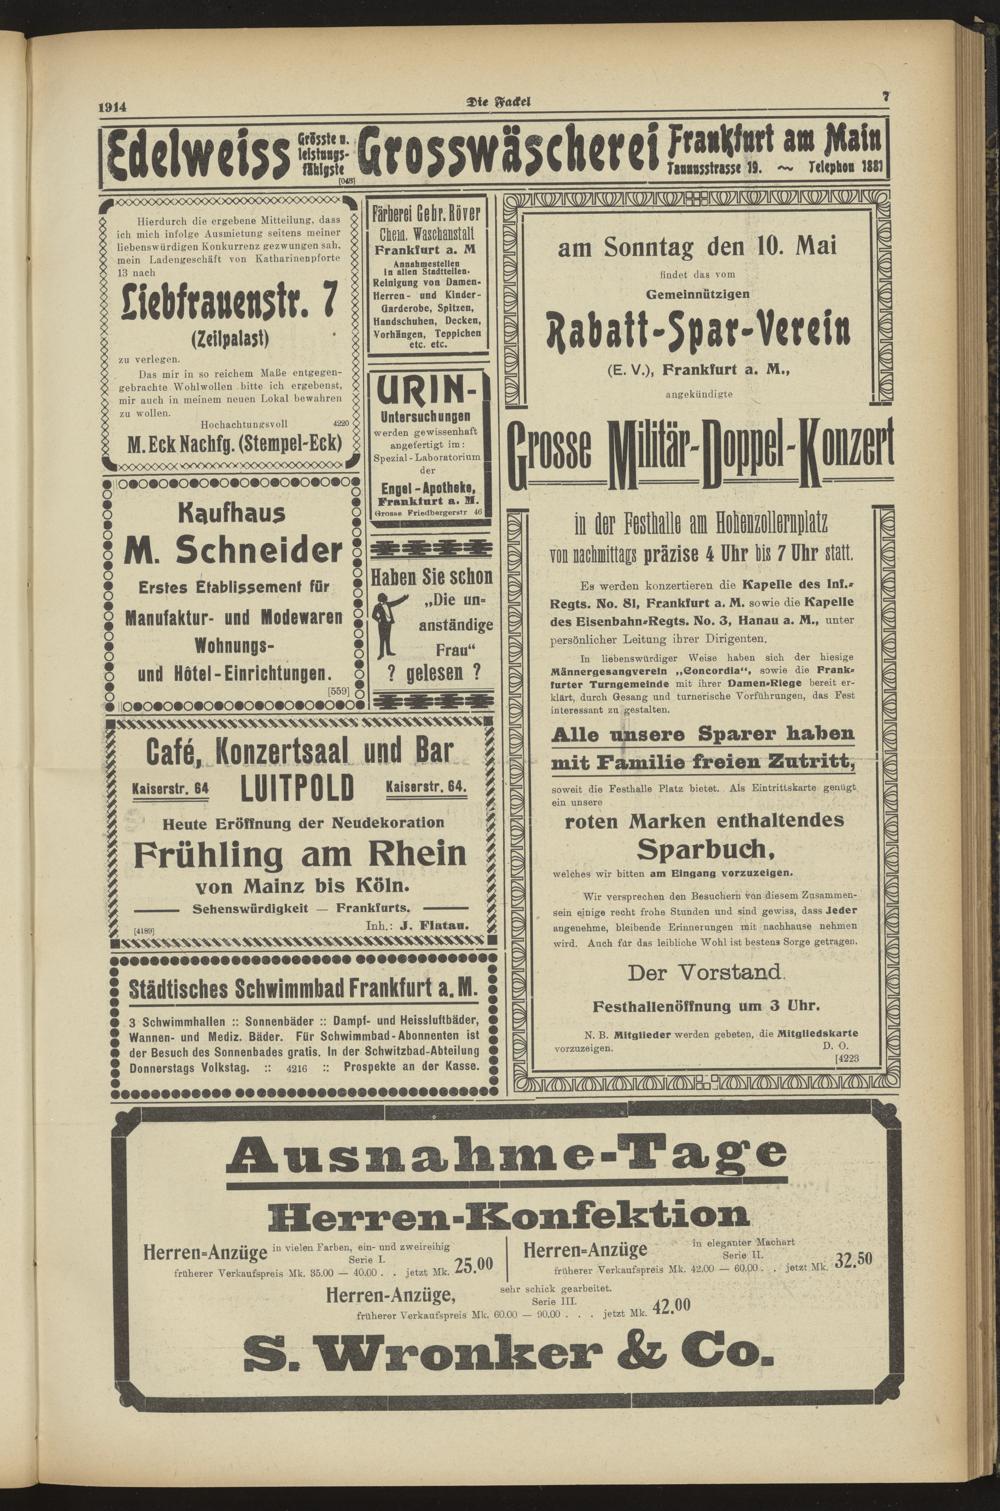 1914
Die Fackel
7
Edelweiss Grösste u. leistungs- fähigste Grosswäscherei Frankfurt am Main
Taunusstrasse 19. ~ Telephon 1881
[048]
Hierdurch die ergebene Mitteilung, dass
ich mich infolge Ausmietung seitens meiner
liebenswürdigen Konkurrenz gezwungen sah,
mein Ladengeschäft von Katharinenpforte
13 nach
Liebfrauenstr. 7
(Zeilpalast)
zu verlegen.
Das mir in so reichem Maße entgegen-
gebrachte Wohlwollen bitte ich ergebenst,
mir auch in meinem neuen Lokal bewahren
zu wollen.
Hochachtungsvoll 4220
M. Eck Nachfg. (Stempel-Eck)
Färberei Gebr. Röver
Chem. Waschanstalt
Frankfurt a. M
Annahmestellen
in allen Stadtteilen.
Reinigung von Damen-
Herren- und Kinder-
Garderobe, Spitzen,
Handschuhen, Decken,
Vorhängen, Teppichen
etc. etc.
URIN-
Untersuchungen
werden gewissenhaft
angefertigt im:
Spezial-Laboratorium
der
Engel-Apotheke,
Frankfurt a. M.
Grosse Friedbergerstr 46
Kaufhaus
M. Schneider
Erstes Etablissement für
Manufaktur- und Modewaren
Wohnungs-
und Hôtel-Einrichtungen.
[559]
Haben Sie schon
„Die un-
anständige
Frau“
? gelesen ?
Café, Konzertsaal und Bar
Kaiserstr. 64 LUITPOLD Kaiserstr. 64.
Heute Eröffnung der Neudekoration
Frühling am Rhein
von Mainz bis Köln.
Sehenswürdigkeit — Frankfurts.
[4189] Inh.: J. Flatau.
Städtisches Schwimmbad Frankfurt a. M.
3 Schwimmhallen :: Sonnenbäder :: Dampf- und Heissluftbäder,
Wannen- und Mediz. Bäder. Für Schwimmbad-Abonnenten ist
der Besuch des Sonnenbades gratis. In der Schwitzbad-Abteilung
Donnerstags Volkstag. :: 4216 :: Prospekte an der Kasse.
am Sonntag den 10. Mai
findet das vom
Gemeinnützigen
Rabatt-Spar-Verein
(E. V.), Frankfurt a. M.,
angekündigte
Grosse Militär-Doppel-Konzert
in der Festhalle am Hohenzollernplatz
von nachmittags präzise 4 Uhr bis 7 Uhr statt.
Es werden konzertieren die Kapelle des Inf.-
Regts. No. 81, Frankfurt a. M. sowie die Kapelle
des Eisenbahn-Regts. No. 3, Hanau a. M., unter
persönlicher Leitung ihrer Dirigenten.
In liebenswürdiger Weise haben sich der hiesige
Männergesangverein „Concordia“, sowie die Frank-
furter Turngemeinde mit ihrer Damen-Riege bereit er-
klärt, durch Gesang und turnerische Vorführungen, das Fest
interessant zu gestalten.
Alle unsere Sparer haben
mit Familie freien Zutritt,
soweit die Festhalle Platz bietet. Als Eintrittskarte genügt
ein unsere
roten Marken enthaltendes
Sparbuch,
welches wir bitten am Eingang vorzuzeigen.
Wir versprechen den Besuchern von diesem Zusammen-
sein einige recht frohe Stunden und sind gewiss, dass Jeder
angenehme, bleibende Erinnerungen mit nachhause nehmen
wird. Auch für das leibliche Wohl ist bestens Sorge getragen.
Der Vorstand.
Festhallenöffnung um 3 Uhr.
N. B. Mitglieder werden gebeten, die Mitgliedskarte
vorzuzeigen. D. O.
[4223
Ausnahme-Tage
Herren-Konfektion
Herren-Anzüge in vielen Farben, ein- und zweireihig
Serie I.
früherer Verkaufspreis Mk. 35.00 — 40.00 . . jetzt Mk. 25.00
Herren-Anzüge in eleganter Machart
Serie II.
früherer Verkaufspreis Mk. 42.00 — 60.00 . . jetzt Mk. 32.50
Herren-Anzüge, sehr schick gearbeitet.
Serie III.
früherer Verkaufspreis Mk. 60.00 — 90.00 . . . jetzt Mk. 42.00
S. Wronker & Co.